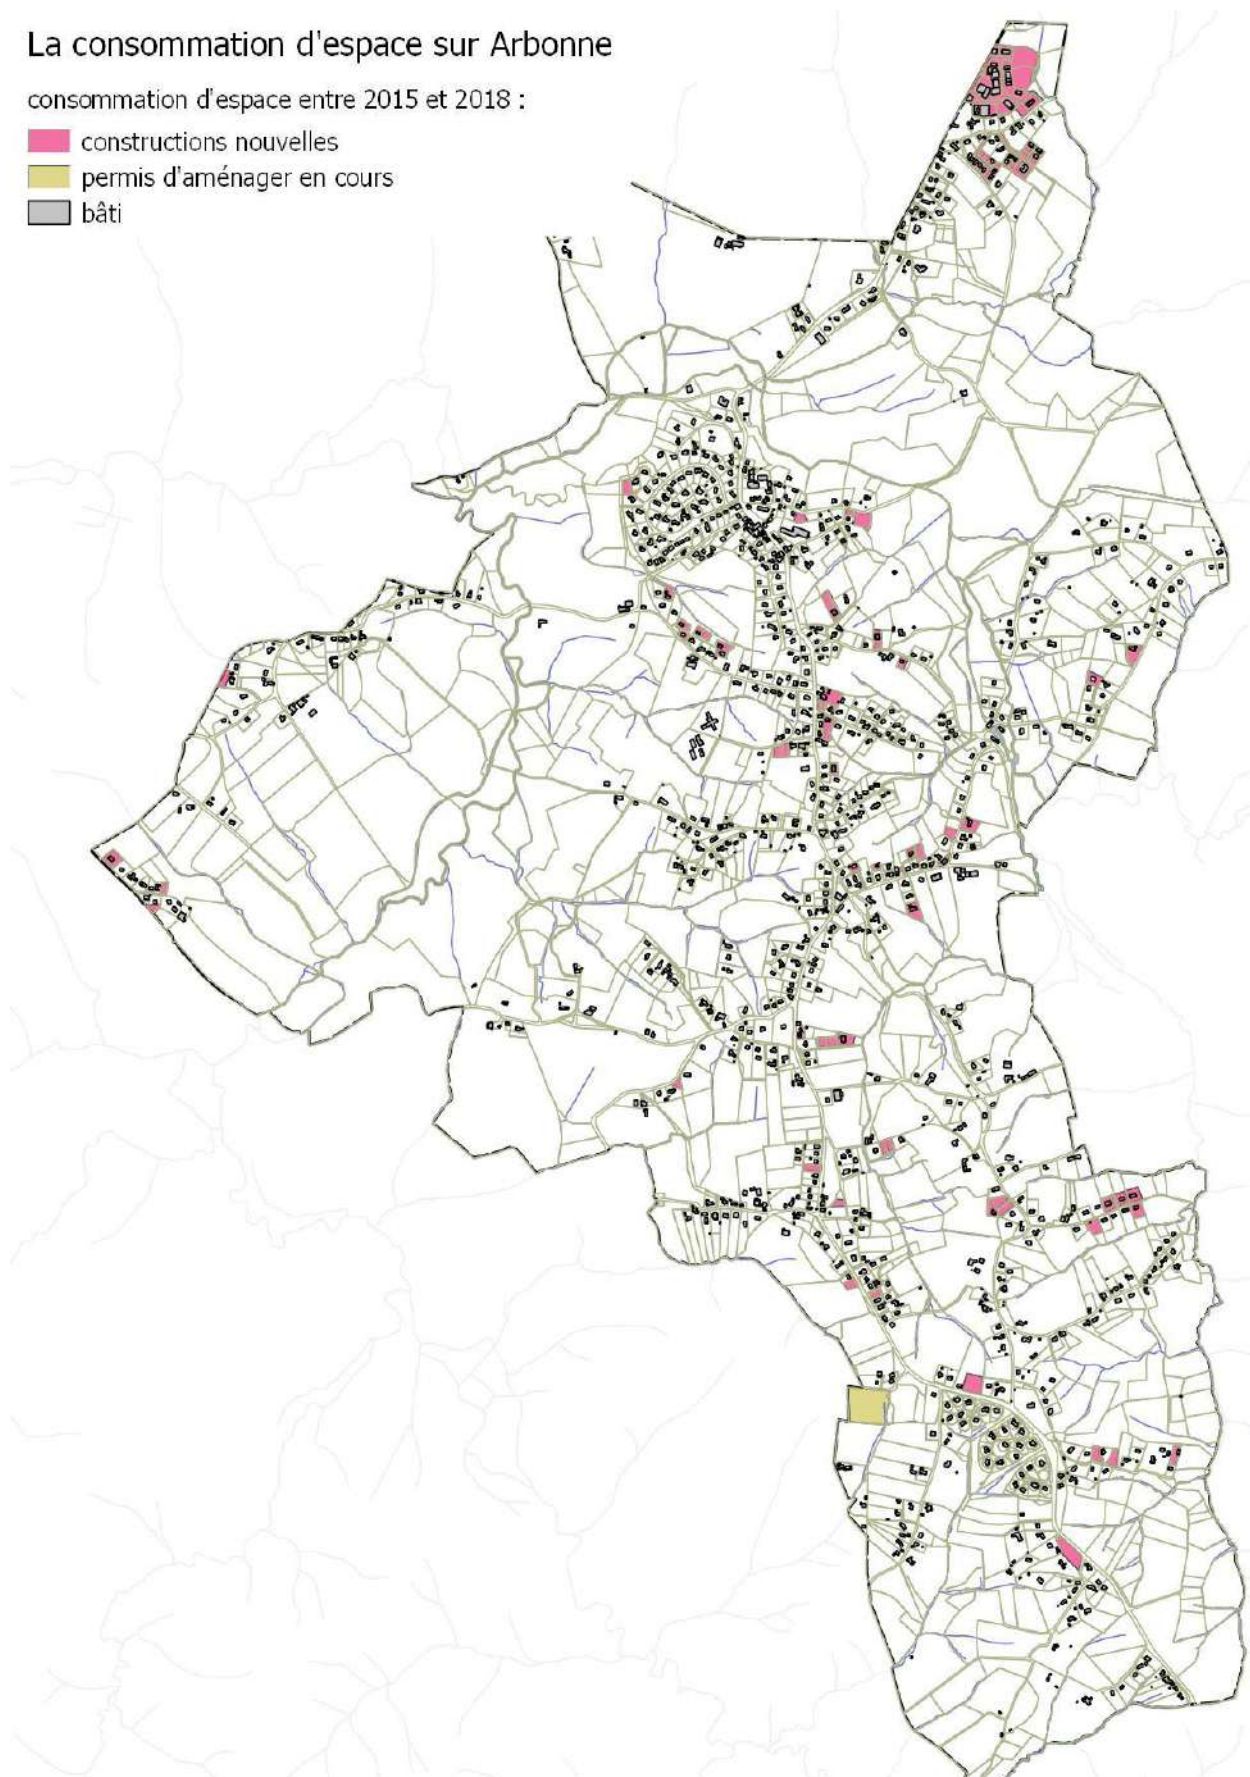 La consommation d'espace sur Arbonne
consommation d'espace entre 2015 et 2018 :
constructions nouvelles
permis d'aménager en cours
bâti